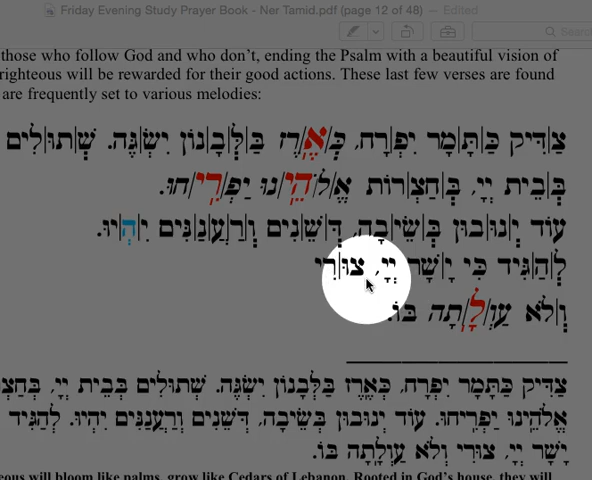 Friday Evening Study Prayer Book - Ner Tamid.pdf (page 12 of 48) — Edited
Search
those who follow God and who don't, ending the Psalm with a beautiful vision of
righteous will be rewarded for their good actions. These last few verses are found
are frequently set to various melodies:
צַ|דִּיק כַּ|תָּ|מָר יִפְ|רָח, כְּ|אֶ|רֶז בַּ|לְּ|בָ|נוֹן יִשְׂ|גֶּה. שְׁ|תוּ|לִים
בְּ|בֵית יְיָ, בְּ|חַצְ|רוֹת אֱ|לֹ|הֵי|נוּ יַפְ|רִי|חוּ.
עוֹד יְ|נוּ|בוּן בְּ|שֵׂי|בָה, דְּ|שֵׁ|נִים וְ|רַ|עֲ|נַ|נִּים יִ|הְ|יוּ.
לְ|הַ|גִּיד כִּי יָ|שָׁר יְיָ, צוּ|רִי
וְ|לֹא עַוְ|לָ|תָה בּוֹ.
צַדִּיק כַּתָּמָר יִפְרָח, כְּאֶרֶז בַּלְּבָנוֹן יִשְׂגֶּה. שְׁתוּלִים בְּבֵית יְיָ, בְּחַצְ
אֱלֹהֵינוּ יַפְרִיחוּ. עוֹד יְנוּבוּן בְּשֵׂיבָה, דְּשֵׁנִים וְרַעֲנַנִּים יִהְיוּ. לְהַגִּיד
יָשָׁר יְיָ, צוּרִי וְלֹא עַוְלָתָה בּוֹ.
eous will bloom like palms, grow like Cedars of Lebanon. Rooted in God's house, they will